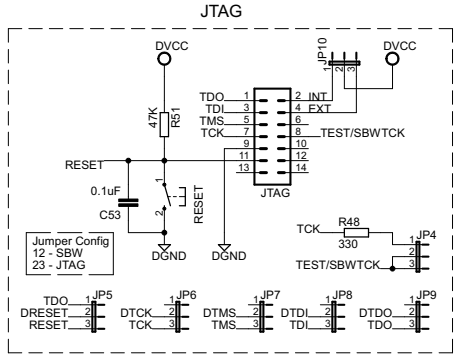 JTAG
DVCC
JP10
1
2
3
DVCC
47K
R51
TDO 1 2 INT
TDI 3 4 EXT
TMS 5 6
TCK 7 8 TEST/SBWTCK
9 10
RESET 11 12
13 14
JTAG
0.1uF
C53
1
2
RESET
DGND
DGND
Jumper Config
12 - SBW
23 - JTAG
TCK R48 330 1 JP4
2
TEST/SBWTCK 3
TDO 1 JP5
DRESET 2
RESET 3
1 JP6
DTCK 2
TCK 3
1 JP7
DTMS 2
TMS 3
1 JP8
DTDI 2
TDI 3
1 JP9
DTDO 2
TDO 3